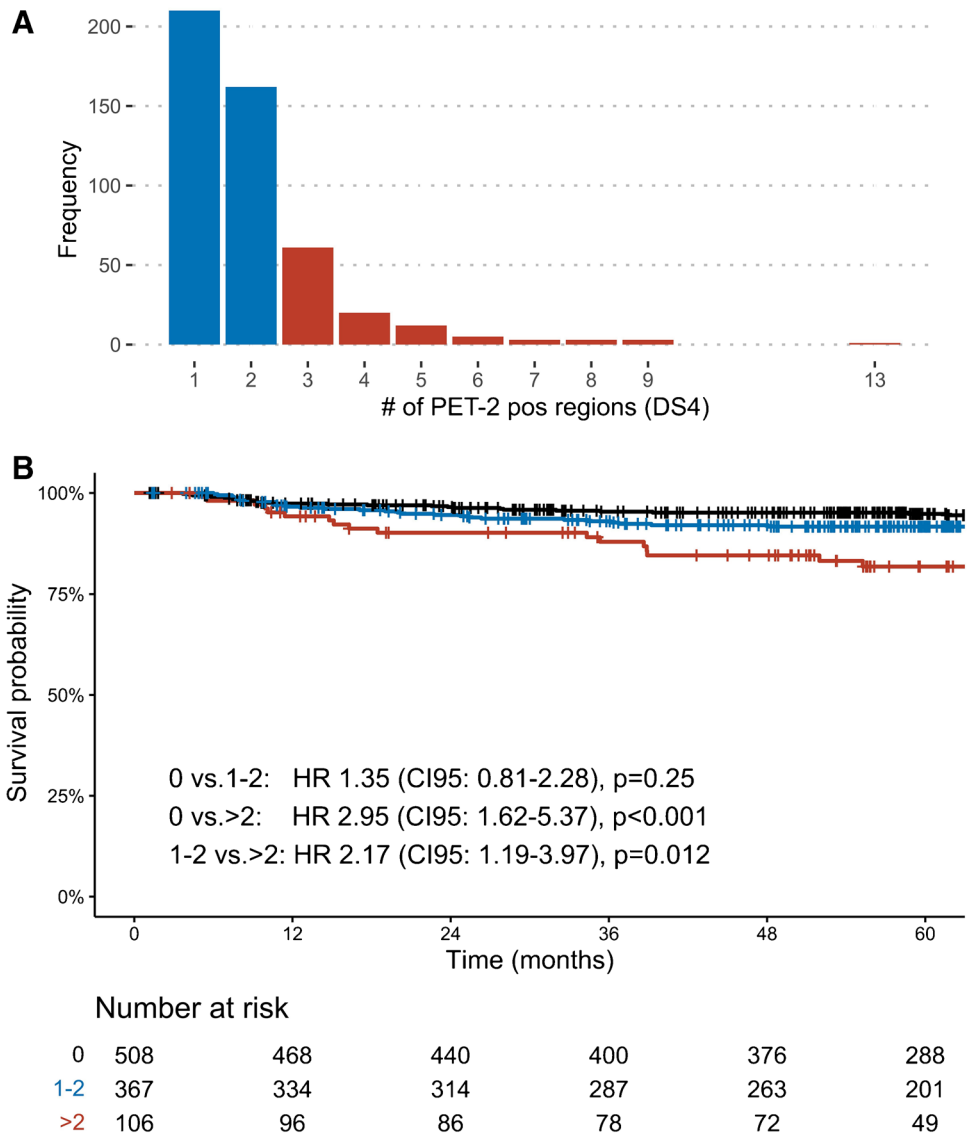 A
200
150
100
50
0
Frequency
1 2 3 4 5 6 7 8 9 13
# of PET-2 pos regions (DS4)
B
100%
75%
50%
25%
0%
Survival probability
0 vs.1-2: HR 1.35 (CI95: 0.81-2.28), p=0.25
0 vs.>2: HR 2.95 (CI95: 1.62-5.37), p<0.001
1-2 vs.>2: HR 2.17 (CI95: 1.19-3.97), p=0.012
0 12 24 36 48 60
Time (months)
Number at risk
0 508 468 440 400 376 288
1-2 367 334 314 287 263 201
>2 106 96 86 78 72 49